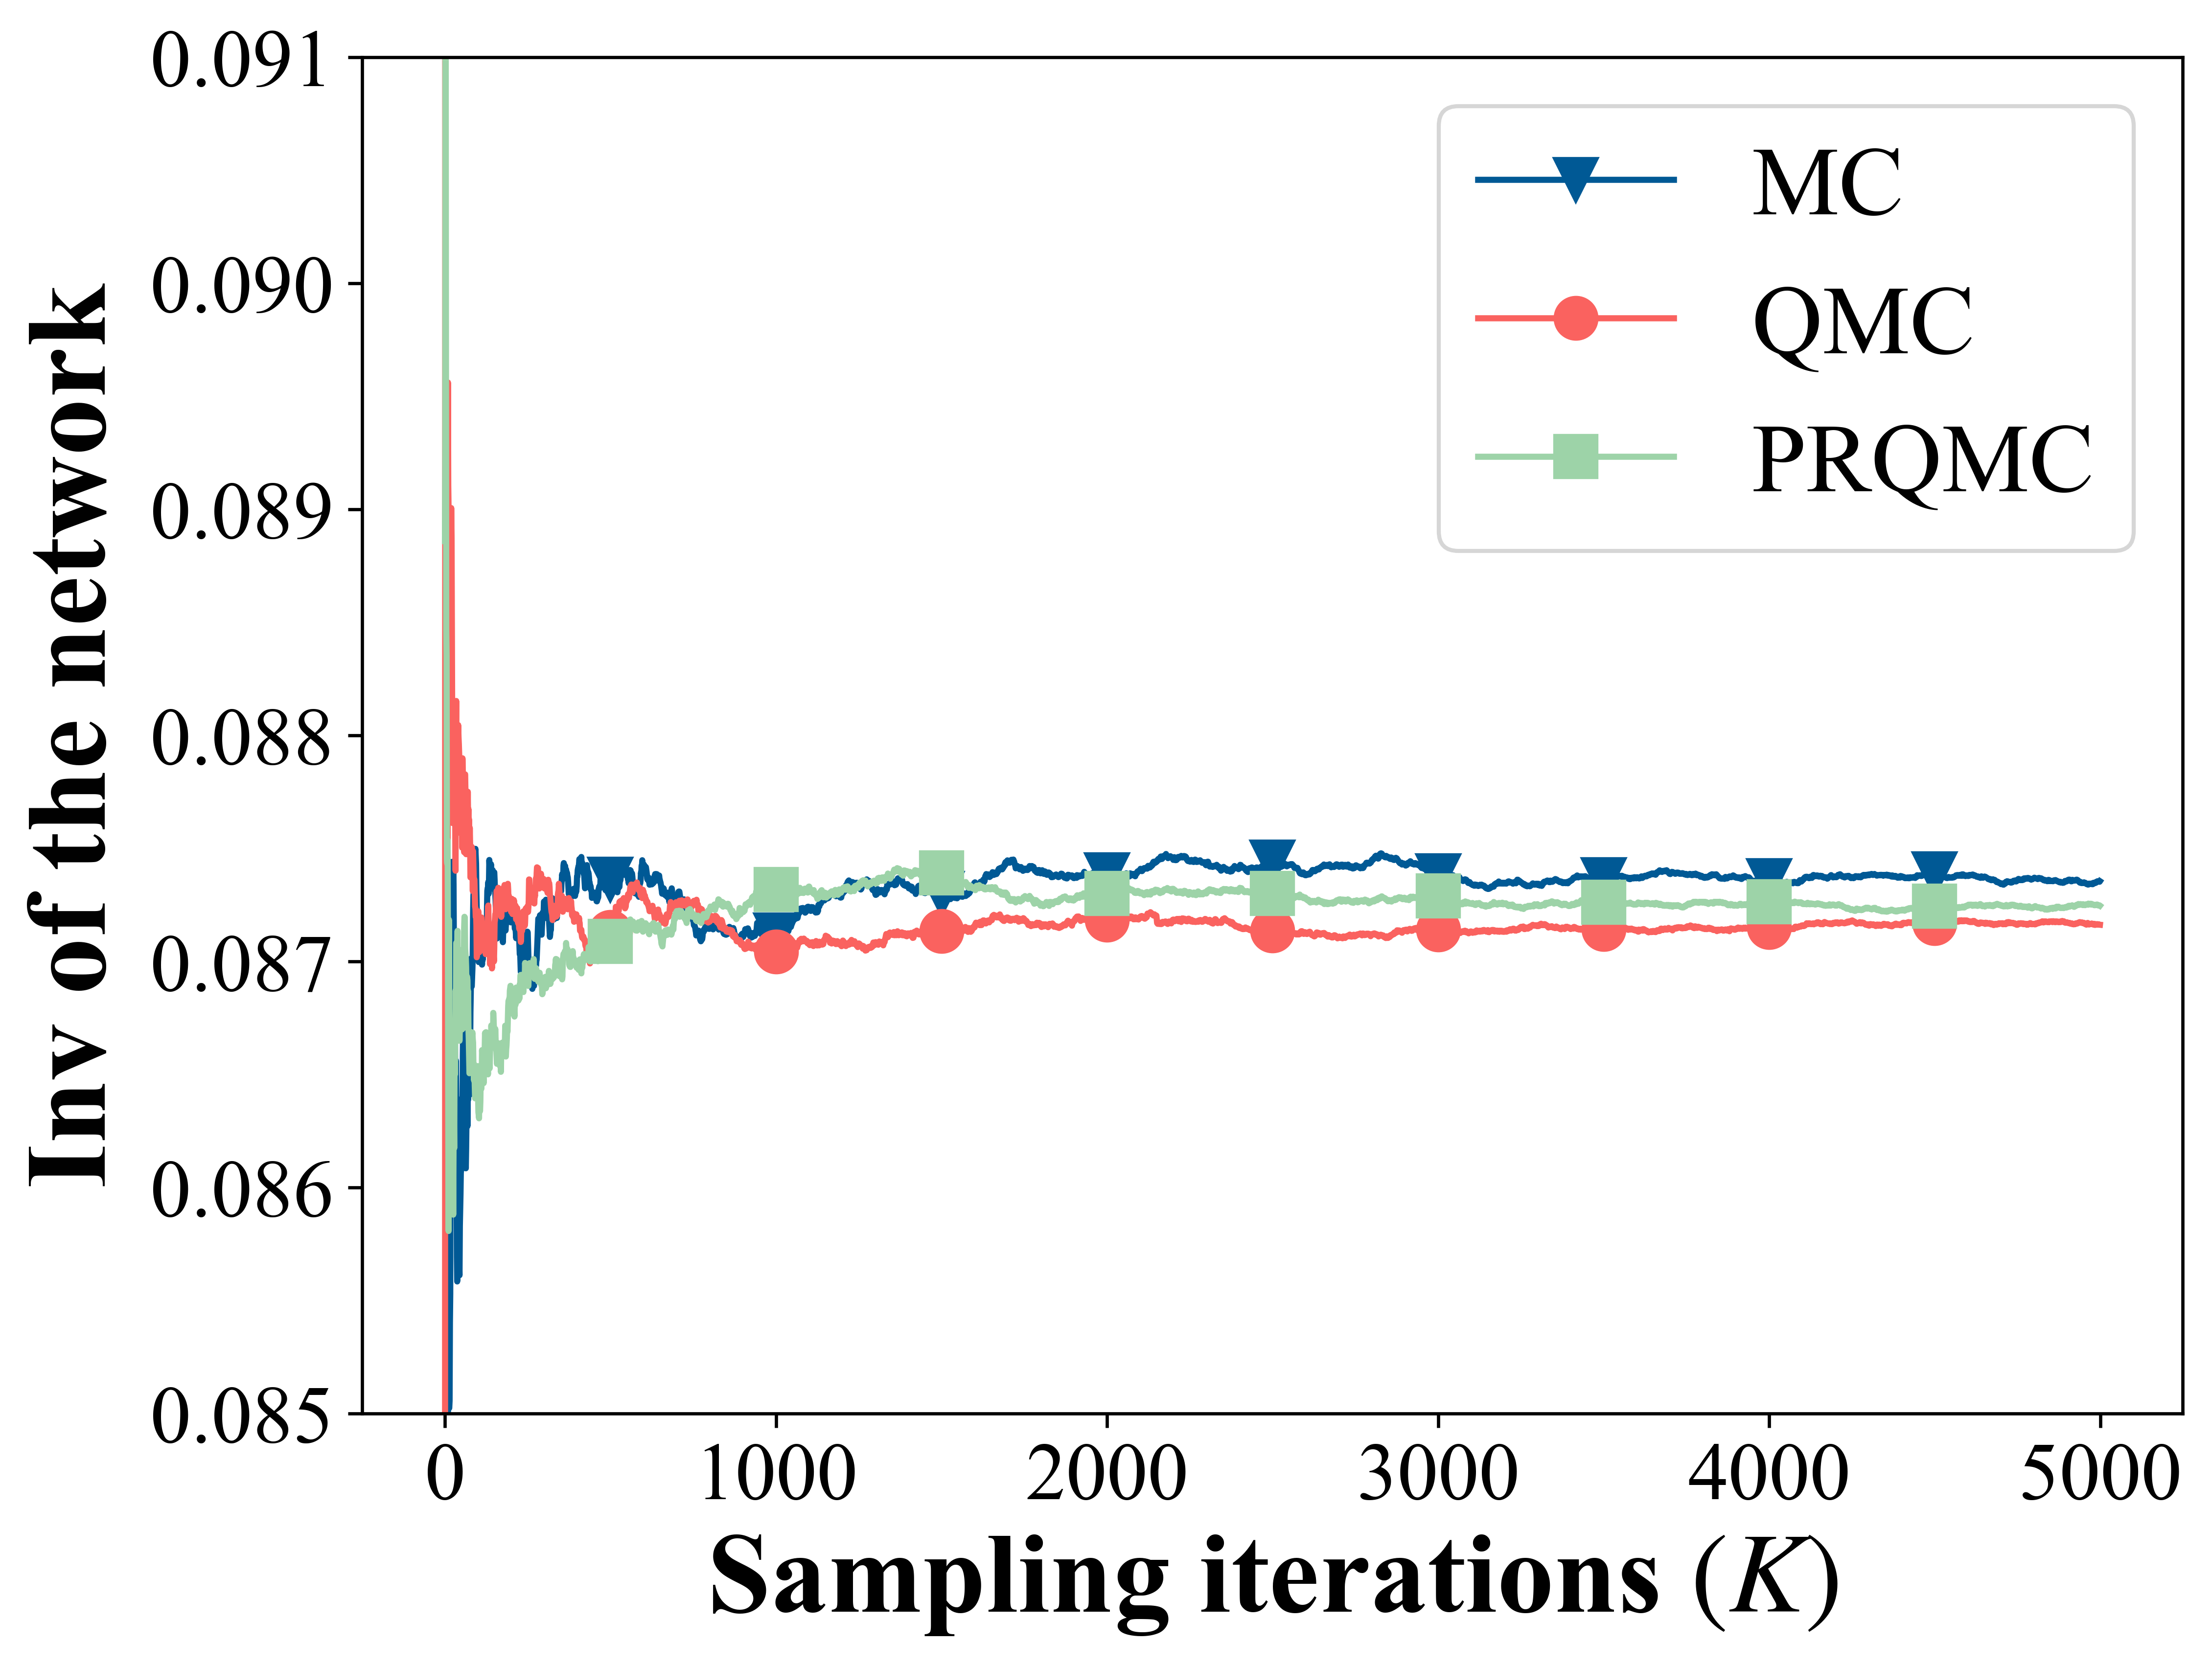 0.091
0.090
0.089
0.088
0.087
0.086
0.085
Inv of the network
MC
QMC
PRQMC
0 1000 2000 3000 4000 5000
Sampling iterations (K)